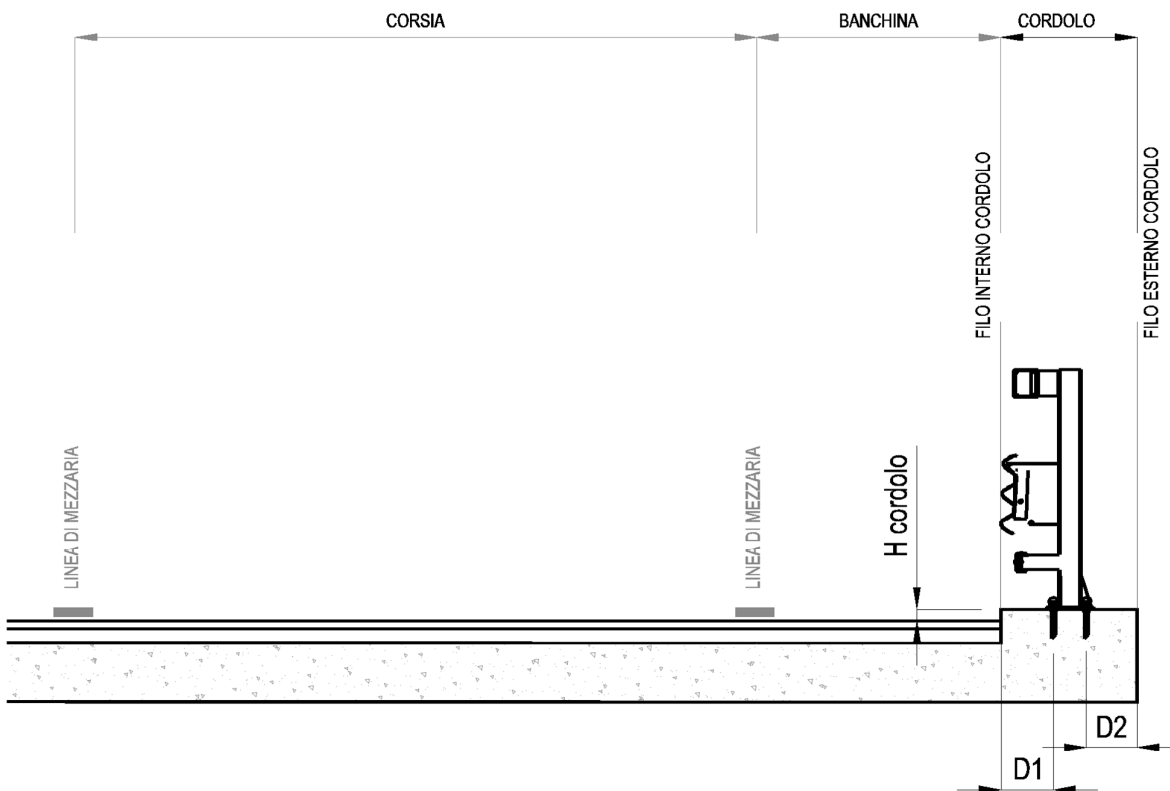 CORSIA
BANCHINA
CORDOLO
FILO INTERNO CORDOLO
FILO ESTERNO CORDOLO
LINEA DI MEZZARIA
LINEA DI MEZZARIA
H cordolo
D2
D1